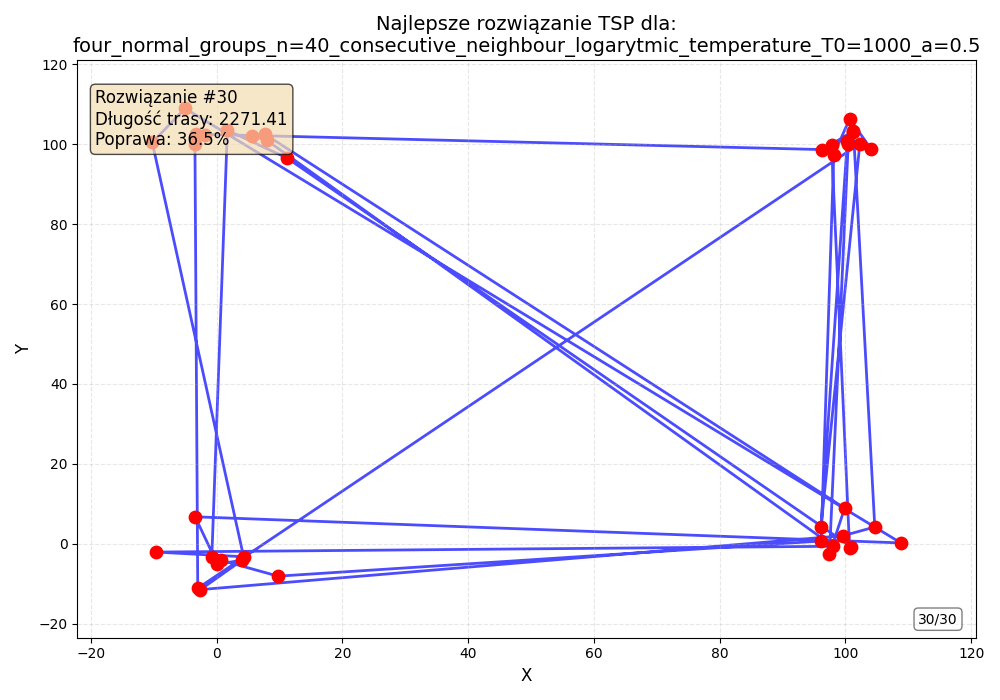 Najlepsze rozwiązanie TSP dla:
four_normal_groups_n=40_consecutive_neighbour_logarytmic_temperature_T0=1000_a=0.5
120
100
80
60
40
20
0
−20
Y
Rozwiązanie #30
Długość trasy: 2271.41
Poprawa: 36.5%
30/30
−20
0
20
40
60
80
100
120
X